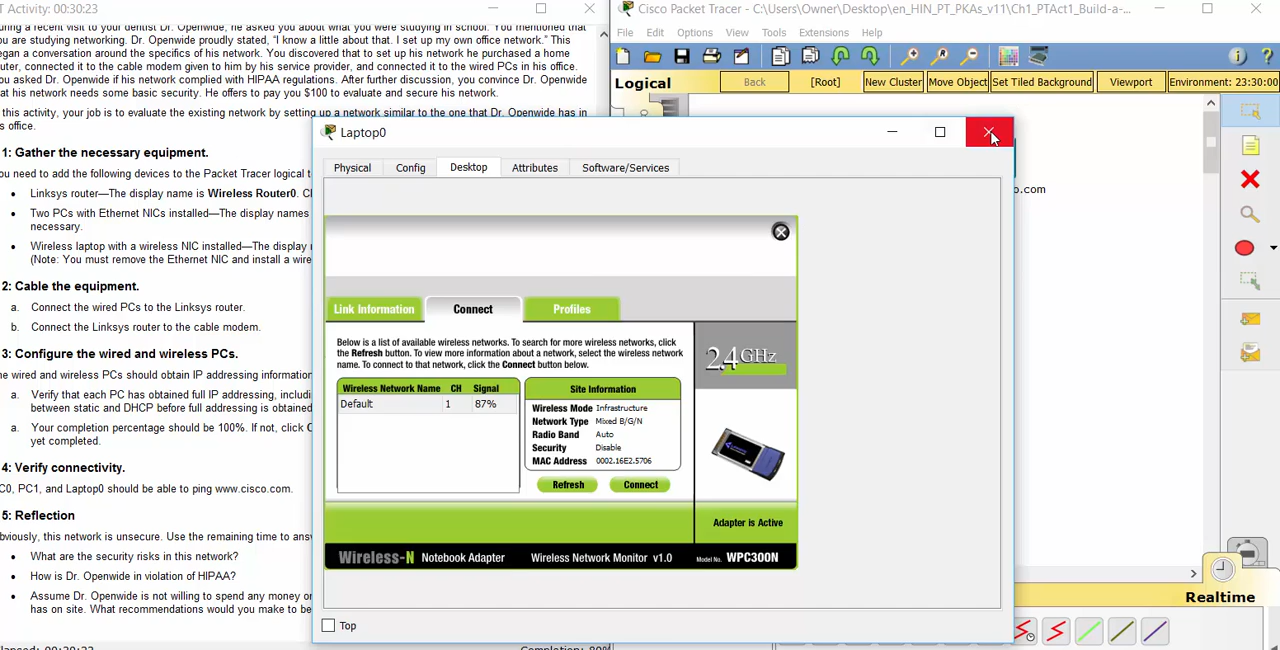 T Activity: 00:30:23
uring a recent visit to your dentist Dr. Openwide, he asked you about what you are studying in school. You told him
ou are studying networking. Dr. Openwide proudly stated, "I know a little about that. I set up my own office network." This
egan a conversation around the specifics of his network. You discovered that to set up his network he purchased a home
outer, connected it to the cable modem given to him by his service provider, and connected it to the wired PCs in his office.
ou asked Dr. Openwide if his network complied with HIPAA regulations. After further discussion, you convince Dr. Openwide
hat his network needs some basic security. He offers to pay you $100 to evaluate and secure his network.
this activity, your job is to evaluate the existing network by setting up a network similar to the one that Dr. Openwide has in
s office.
1: Gather the necessary equipment.
ou need to add the following devices to the Packet Tracer logical
• Linksys router—The display name is Wireless Router0. C
• Two PCs with Ethernet NICs installed—The display names
necessary.
• Wireless laptop with a wireless NIC installed—The display
(Note: You must remove the Ethernet NIC and install a wire
2: Cable the equipment.
a. Connect the wired PCs to the Linksys router.
b. Connect the Linksys router to the cable modem.
3: Configure the wired and wireless PCs.
he wired and wireless PCs should obtain IP addressing information
a. Verify that each PC has obtained full IP addressing, includi
between static and DHCP before full addressing is obtained
a. Your completion percentage should be 100%. If not, click C
yet completed.
4: Verify connectivity.
C0, PC1, and Laptop0 should be able to ping www.cisco.com.
5: Reflection
bviously, this network is unsecure. Use the remaining time to ans
• What are the security risks in this network?
• How is Dr. Openwide in violation of HIPAA?
• Assume Dr. Openwide is not willing to spend any money or
has on site. What recommendations would you make to be
lapsed: 00:30:23
Completion: 80%
Cisco Packet Tracer - C:\Users\Owner\Desktop\en_HIN_PT_PKAs_v11\Ch1_PTAct1_Build-a-...
File Edit Options View Tools Extensions Help
Logical Back [Root] New Cluster Move Object Set Tiled Background Viewport Environment: 23:30:00
o.com
Realtime
Laptop0
Physical Config Desktop Attributes Software/Services
Link Information Connect Profiles
Below is a list of available wireless networks. To search for more wireless networks, click
the Refresh button. To view more information about a network, select the wireless network
name. To connect to that network, click the Connect button below.
2.4GHz
Wireless Network Name CH Signal
Default 1 87%
Site Information
Wireless Mode Infrastructure
Network Type Mixed B/G/N
Radio Band Auto
Security Disable
MAC Address 0002.16E2.5706
Refresh Connect
Adapter is Active
Wireless-N Notebook Adapter Wireless Network Monitor v1.0 Model No. WPC300N
Top